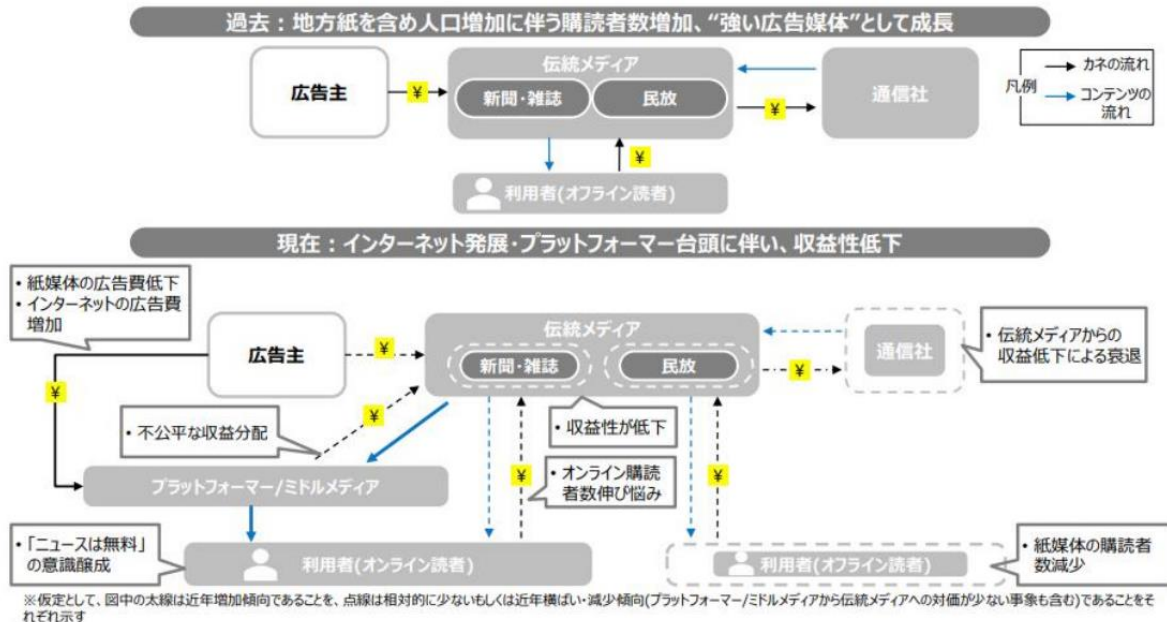 過去：地方紙を含め人口増加に伴う購読者数増加、“強い広告媒体”として成長
広告主
¥
伝統メディア
新聞・雑誌
民放
¥
通信社
凡例
カネの流れ
コンテンツの
流れ
¥
利用者(オフライン読者)
現在：インターネット発展・プラットフォーマー台頭に伴い、収益性低下
・紙媒体の広告費低下
・インターネットの広告費
増加
広告主
¥
伝統メディア
新聞・雑誌
民放
¥
通信社
・伝統メディアからの
収益低下による衰退
¥
¥
・不公平な収益分配
・収益性が低下
プラットフォーマー/ミドルメディア
¥
・オンライン購読
者数伸び悩み
¥
・「ニュースは無料」
の意識醸成
利用者(オンライン読者)
利用者(オフライン読者)
・紙媒体の購読者
数減少
※仮定として、図中の太線は近年増加傾向であることを、点線は相対的に少ないもしくは近年横ばい・減少傾向(プラットフォーマー/ミドルメディアから伝統メディアへの対価が少ない事象も含む)であることをそ
れぞれ示す